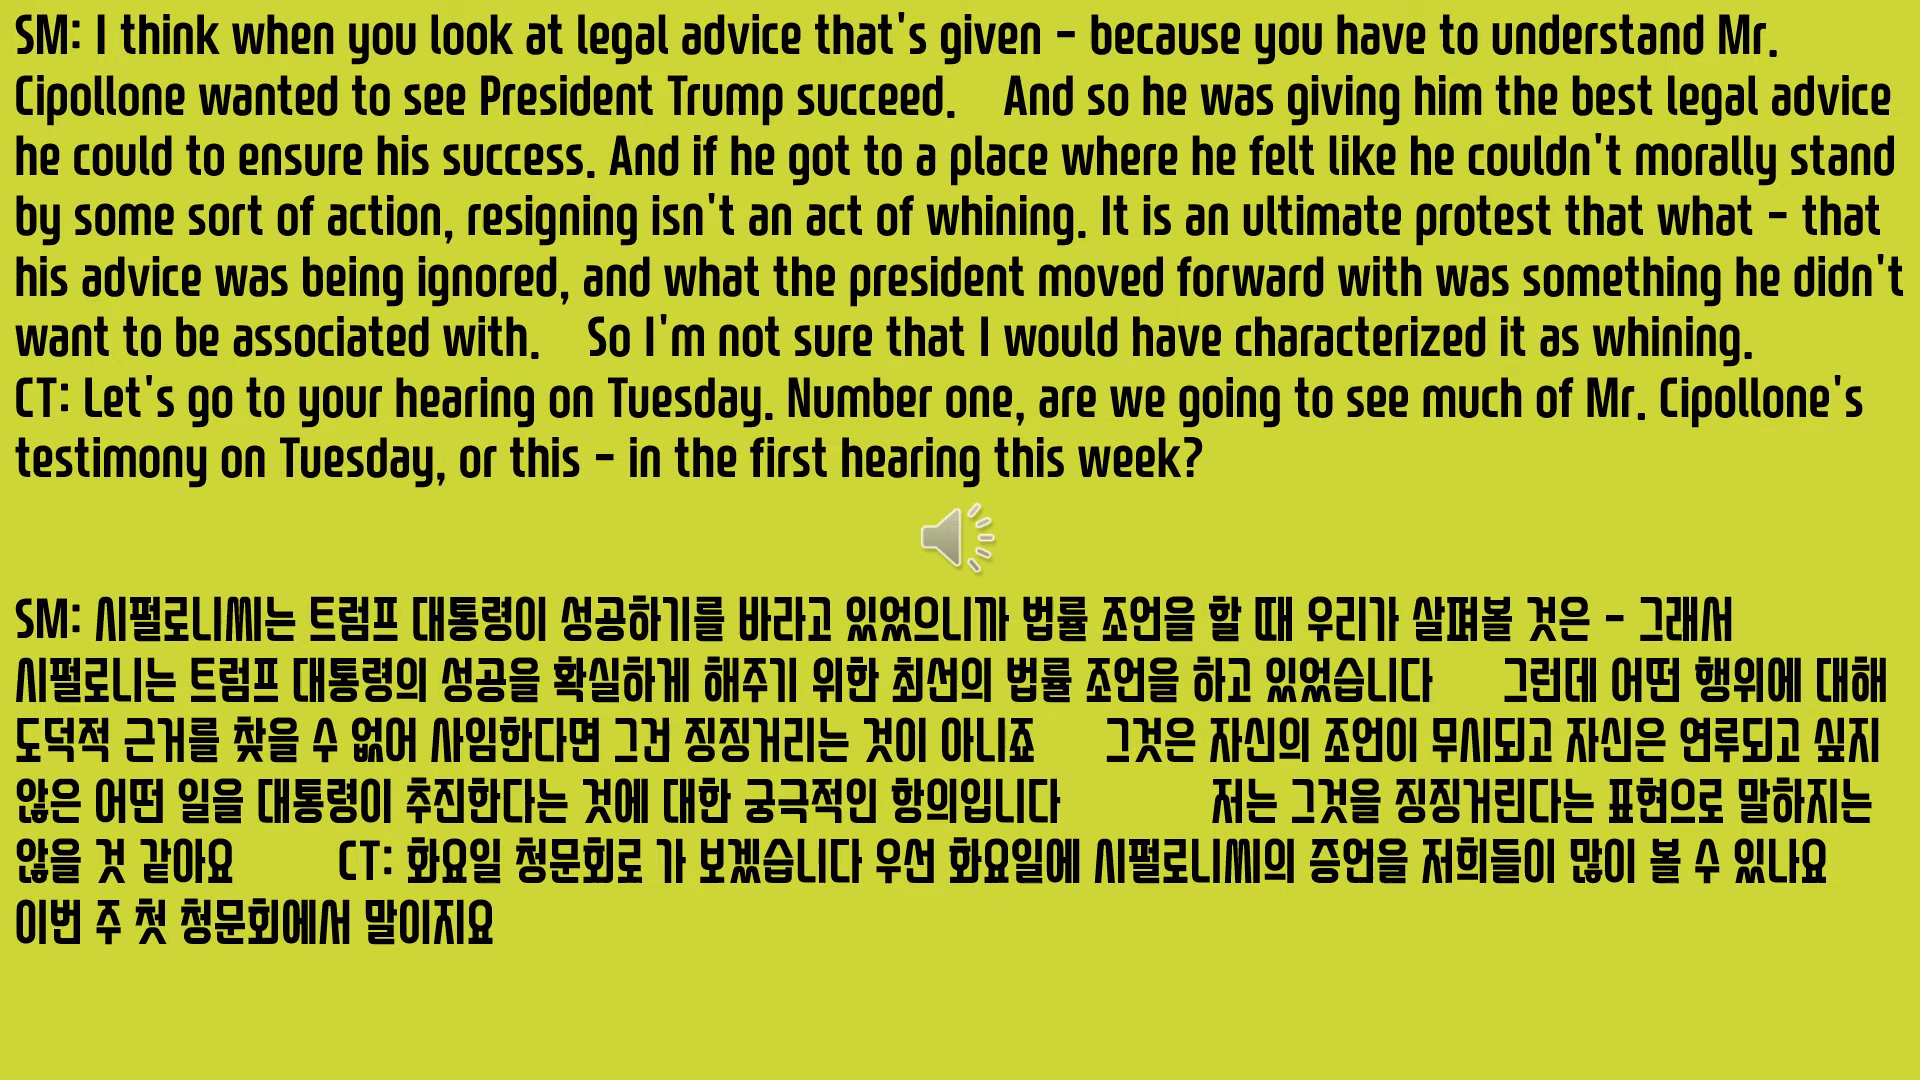 SM: I think when you look at legal advice that's given - because you have to understand Mr.
Cipollone wanted to see President Trump succeed. And so he was giving him the best legal advice
he could to ensure his success. And if he got to a place where he felt like he couldn't morally stand
by some sort of action, resigning isn't an act of whining. It is an ultimate protest that what - that
his advice was being ignored, and what the president moved forward with was something he didn't
want to be associated with. So I'm not sure that I would have characterized it as whining.
CT: Let's go to your hearing on Tuesday. Number one, are we going to see much of Mr. Cipollone's
testimony on Tuesday, or this - in the first hearing this week?
SM: 시펄로니씨는 트럼프 대통령이 성공하기를 바라고 있었으니까 법률 조언을 할 때 우리가 살펴볼 것은 - 그래서
시펄로니는 트럼프 대통령의 성공을 확실하게 해주기 위한 최선의 법률 조언을 하고 있었습니다 그런데 어떤 행위에 대해
도덕적 근거를 찾을 수 없어 사임한다면 그건 징징거리는 것이 아니죠 그것은 자신의 조언이 무시되고 자신은 연루되고 싶지
않은 어떤 일을 대통령이 추진한다는 것에 대한 궁극적인 항의입니다 저는 그것을 징징거린다는 표현으로 말하지는
않을 것 같아요 CT: 화요일 청문회로 가 보겠습니다 우선 화요일에 시펄로니씨의 증언을 저희들이 많이 볼 수 있나요
이번 주 첫 청문회에서 말이지요